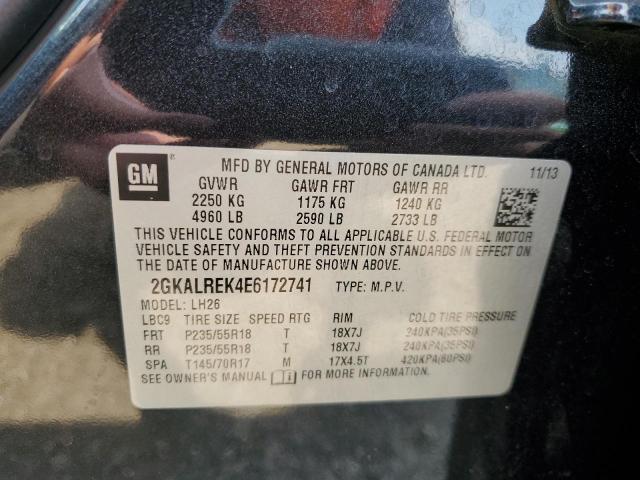 GM ®
MFD BY GENERAL MOTORS OF CANADA LTD. 11/13
GVWR GAWR FRT GAWR RR
2250 KG 1175 KG 1240 KG
4960 LB 2590 LB 2733 LB
THIS VEHICLE CONFORMS TO ALL APPLICABLE U.S. FEDERAL MOTOR
VEHICLE SAFETY AND THEFT PREVENTION STANDARDS IN EFFECT ON
THE DATE OF MANUFACTURE SHOWN ABOVE.
2GKALREK4E6172741 TYPE: M.P.V.
MODEL: LH26
LBC9 TIRE SIZE SPEED RTG RIM COLD TIRE PRESSURE
FRT P235/55R18 T 18X7J 240KPA(35PSI)
RR P235/55R18 T 18X7J 240KPA(35PSI)
SPA T145/70R17 M 17X4.5T 420KPA(60PSI)
SEE OWNER'S MANUAL FOR MORE INFORMATION.